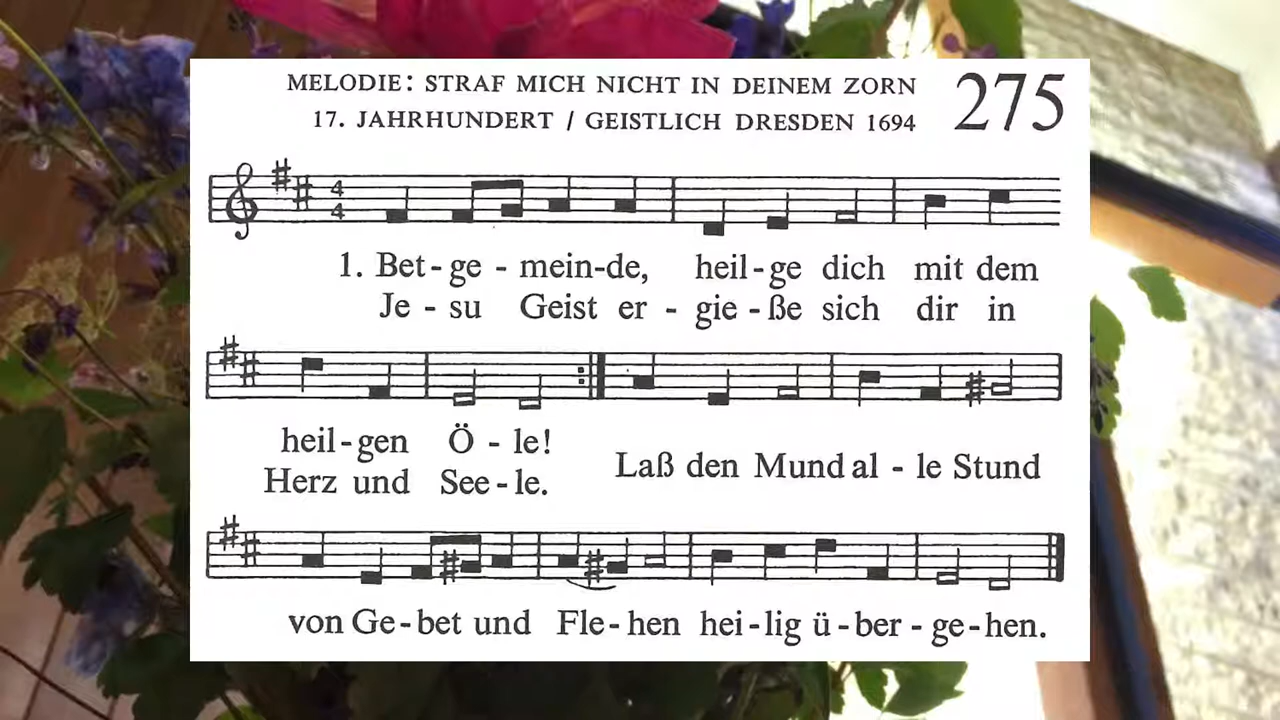 MELODIE: STRAF MICH NICHT IN DEINEM ZORN 275
17. JAHRHUNDERT / GEISTLICH DRESDEN 1694
4
4
1. Bet-ge - mein-de, heil-ge dich mit dem
Je - su Geist er - gie-ße sich dir in
heil-gen Ö - le!
Herz und See-le.
Laß den Mund al - le Stund
von Ge-bet und Fle-hen hei-lig ü-ber-ge-hen.